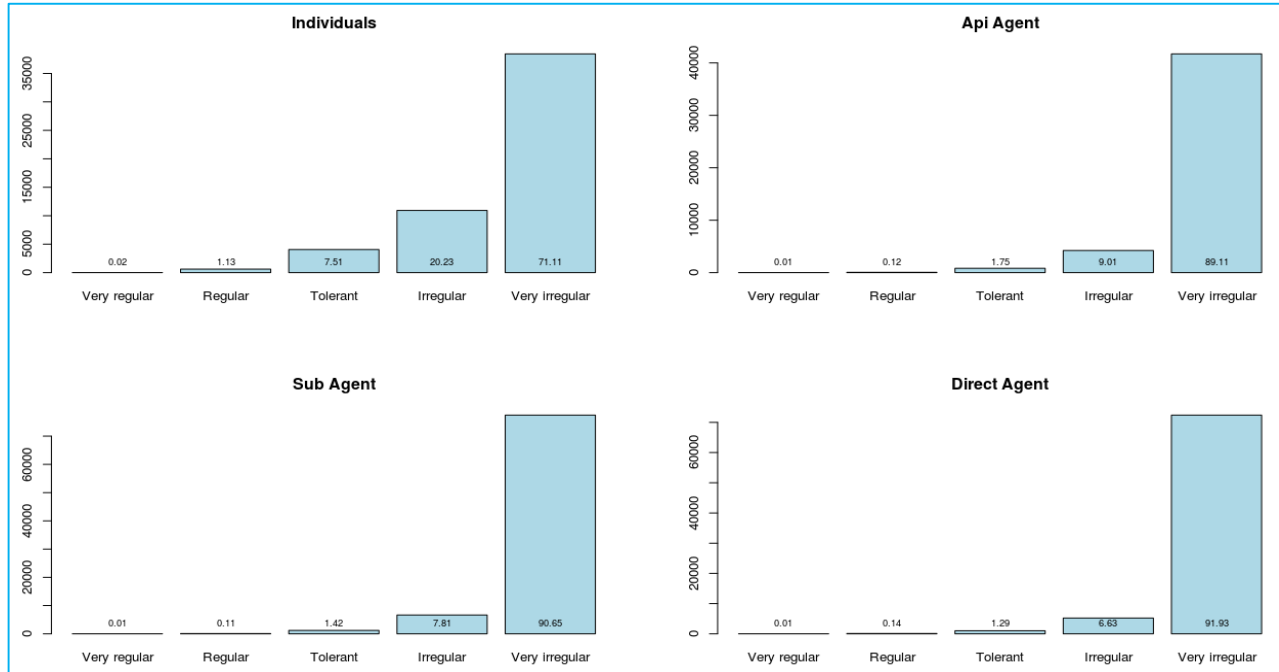 Individuals
35000
25000
15000
5000
0
0.02 1.13 7.51 20.23 71.11
Very regular Regular Tolerant Irregular Very irregular
Api Agent
40000
30000
20000
10000
0
0.01 0.12 1.75 9.01 89.11
Very regular Regular Tolerant Irregular Very irregular
Sub Agent
60000
40000
20000
0
0.01 0.11 1.42 7.81 90.65
Very regular Regular Tolerant Irregular Very irregular
Direct Agent
60000
40000
20000
0
0.01 0.14 1.29 6.63 91.93
Very regular Regular Tolerant Irregular Very irregular